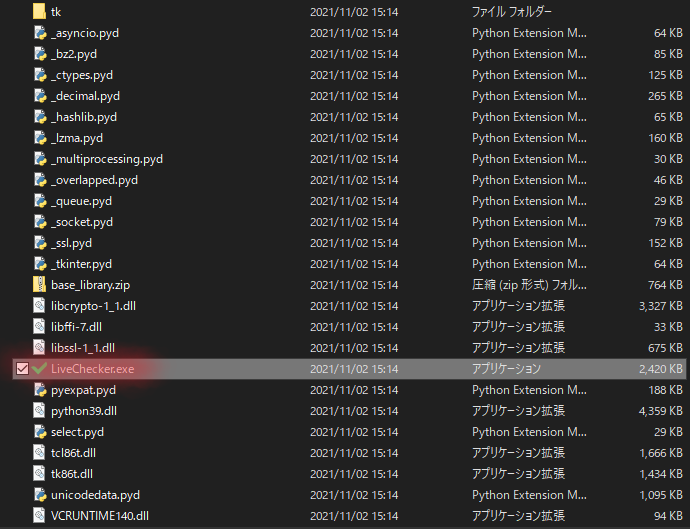 tk 2021/11/02 15:14 ファイル フォルダー
_asyncio.pyd 2021/11/02 15:14 Python Extension M... 64 KB
_bz2.pyd 2021/11/02 15:14 Python Extension M... 85 KB
_ctypes.pyd 2021/11/02 15:14 Python Extension M... 125 KB
_decimal.pyd 2021/11/02 15:14 Python Extension M... 265 KB
_hashlib.pyd 2021/11/02 15:14 Python Extension M... 65 KB
_lzma.pyd 2021/11/02 15:14 Python Extension M... 160 KB
_multiprocessing.pyd 2021/11/02 15:14 Python Extension M... 30 KB
_overlapped.pyd 2021/11/02 15:14 Python Extension M... 46 KB
_queue.pyd 2021/11/02 15:14 Python Extension M... 29 KB
_socket.pyd 2021/11/02 15:14 Python Extension M... 79 KB
_ssl.pyd 2021/11/02 15:14 Python Extension M... 152 KB
_tkinter.pyd 2021/11/02 15:14 Python Extension M... 64 KB
base_library.zip 2021/11/02 15:14 圧縮 (zip 形式) フォル... 764 KB
libcrypto-1_1.dll 2021/11/02 15:14 アプリケーション拡張 3,327 KB
libffi-7.dll 2021/11/02 15:14 アプリケーション拡張 33 KB
libssl-1_1.dll 2021/11/02 15:14 アプリケーション拡張 675 KB
LiveChecker.exe 2021/11/02 15:14 アプリケーション 2,420 KB
pyexpat.pyd 2021/11/02 15:14 Python Extension M... 188 KB
python39.dll 2021/11/02 15:14 アプリケーション拡張 4,359 KB
select.pyd 2021/11/02 15:14 Python Extension M... 29 KB
tcl86t.dll 2021/11/02 15:14 アプリケーション拡張 1,666 KB
tk86t.dll 2021/11/02 15:14 アプリケーション拡張 1,434 KB
unicodedata.pyd 2021/11/02 15:14 Python Extension M... 1,095 KB
VCRUNTIME140.dll 2021/11/02 15:14 アプリケーション拡張 94 KB